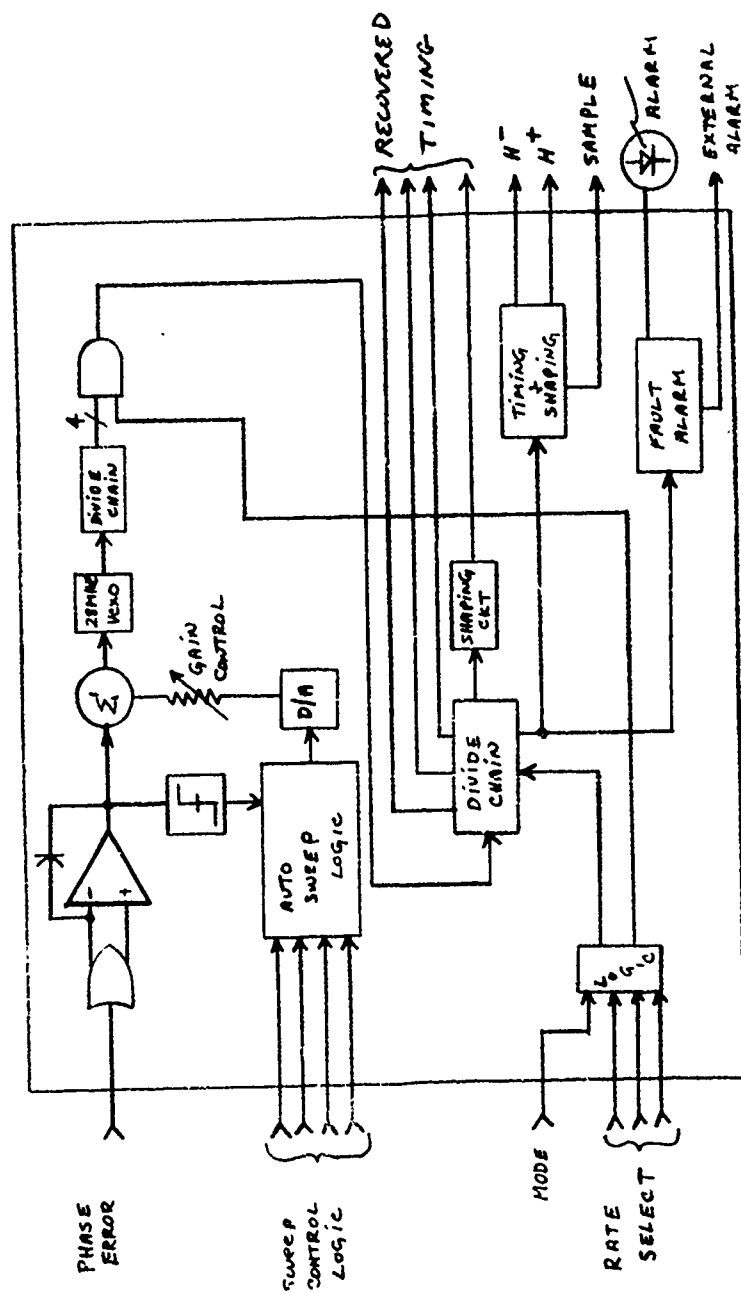 PHASE
ERROR
SWEEP
CONTROL
LOGIC
MODE
RATE
SELECT
-
+
Σ
28MHz
VCXO
DIVIDE
CHAIN
4
GAIN
CONTROL
D/A
AUTO
SWEEP
LOGIC
DIVIDE
CHAIN
SHAPING
CKT
LOGIC
TIMING
+
SHAPING
FAULT
ALARM
RECOVERED
TIMING
H-
H+
SAMPLE
ALARM
EXTERNAL
ALARM